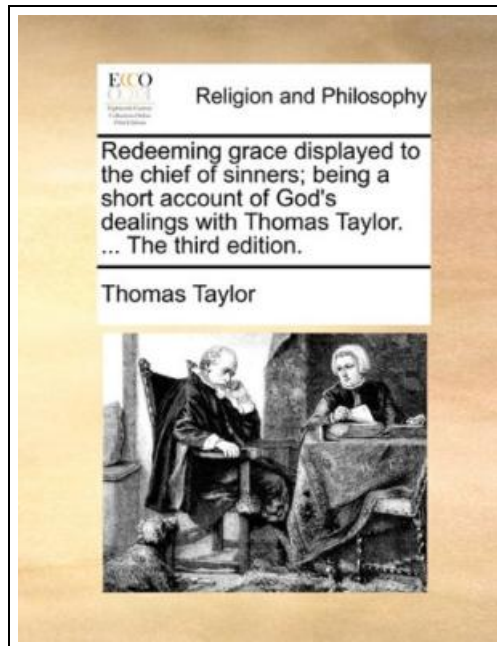 ECCO
Religion and Philosophy
Redeeming grace displayed to
the chief of sinners; being a
short account of God's
dealings with Thomas Taylor.
... The third edition.
Thomas Taylor